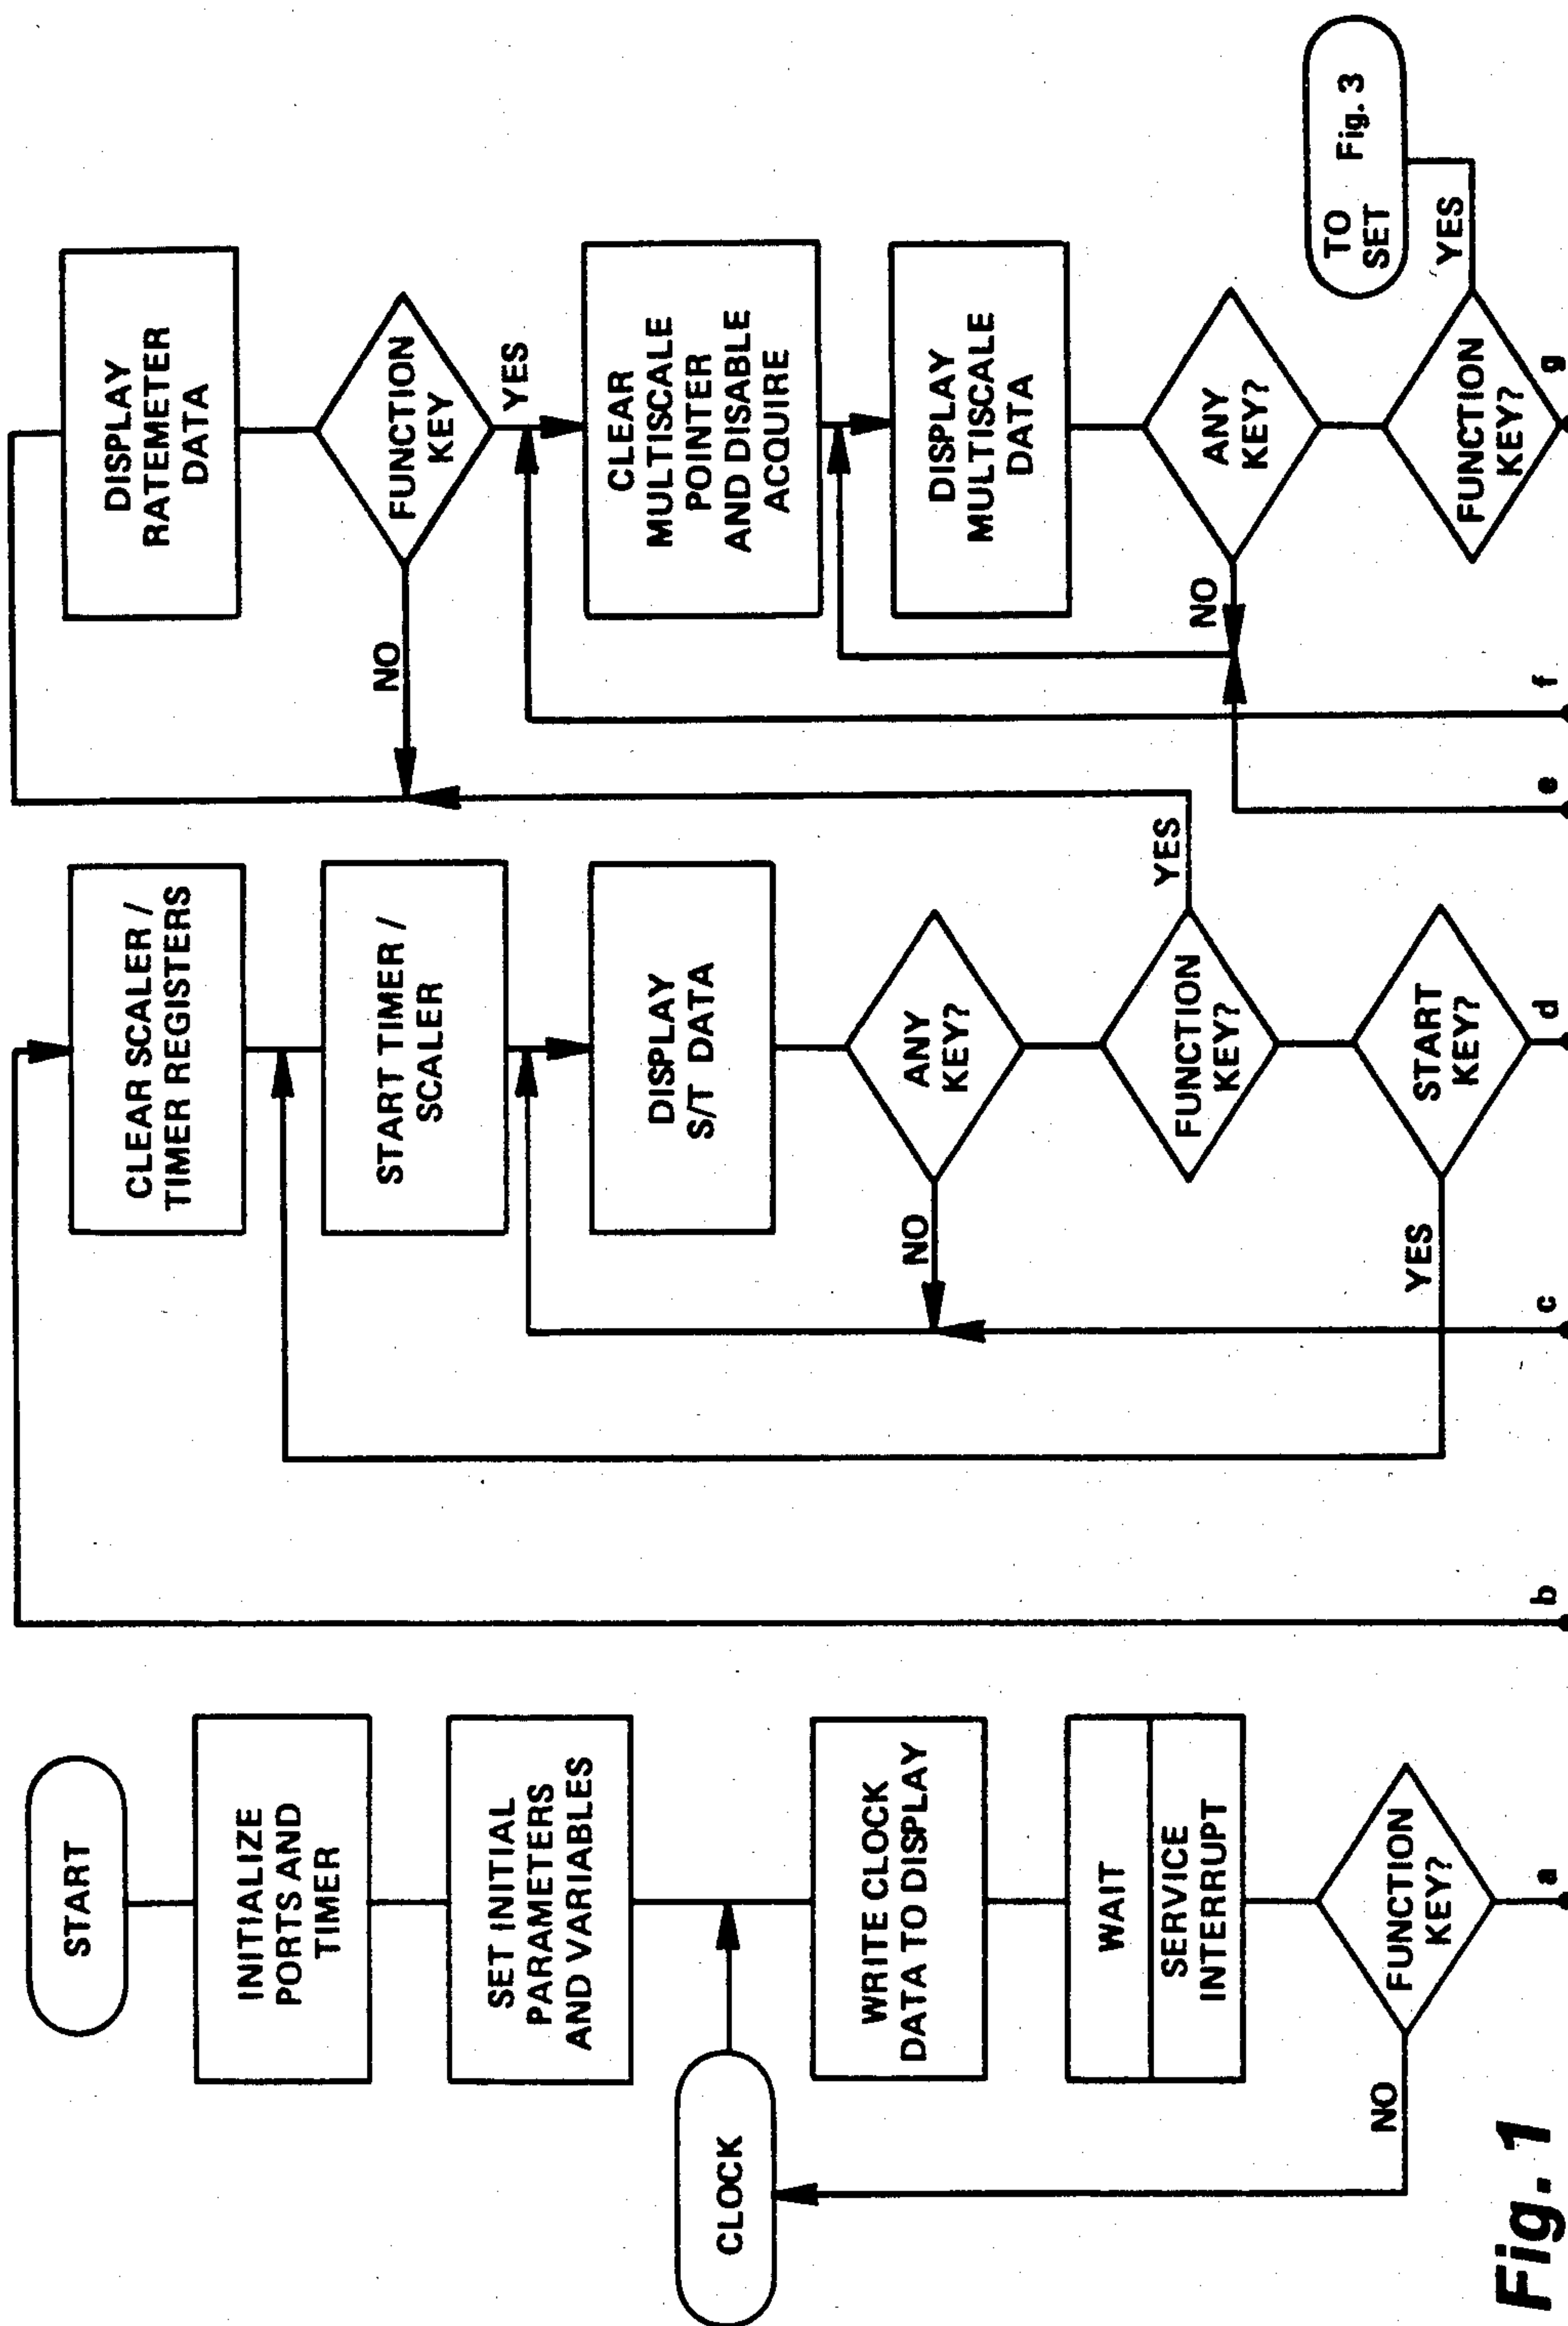 START
INITIALIZE
PORTS AND
TIMER
SET INITIAL
PARAMETERS
AND VARIABLES
CLOCK
WRITE CLOCK
DATA TO DISPLAY
WAIT
SERVICE
INTERRUPT
FUNCTION
KEY?
NO
a
b
CLEAR SCALER /
TIMER REGISTERS
START TIMER /
SCALER
DISPLAY
S/T DATA
ANY
KEY?
NO
FUNCTION
KEY?
YES
START
KEY?
YES
c
d
DISPLAY
RATEMETER
DATA
FUNCTION
KEY
NO
YES
CLEAR
MULTISCALE
POINTER
AND DISABLE
ACQUIRE
DISPLAY
MULTISCALE
DATA
ANY
KEY?
NO
FUNCTION
KEY?
YES
TO
SET Fig. 3
e
f
g
Fig. 1